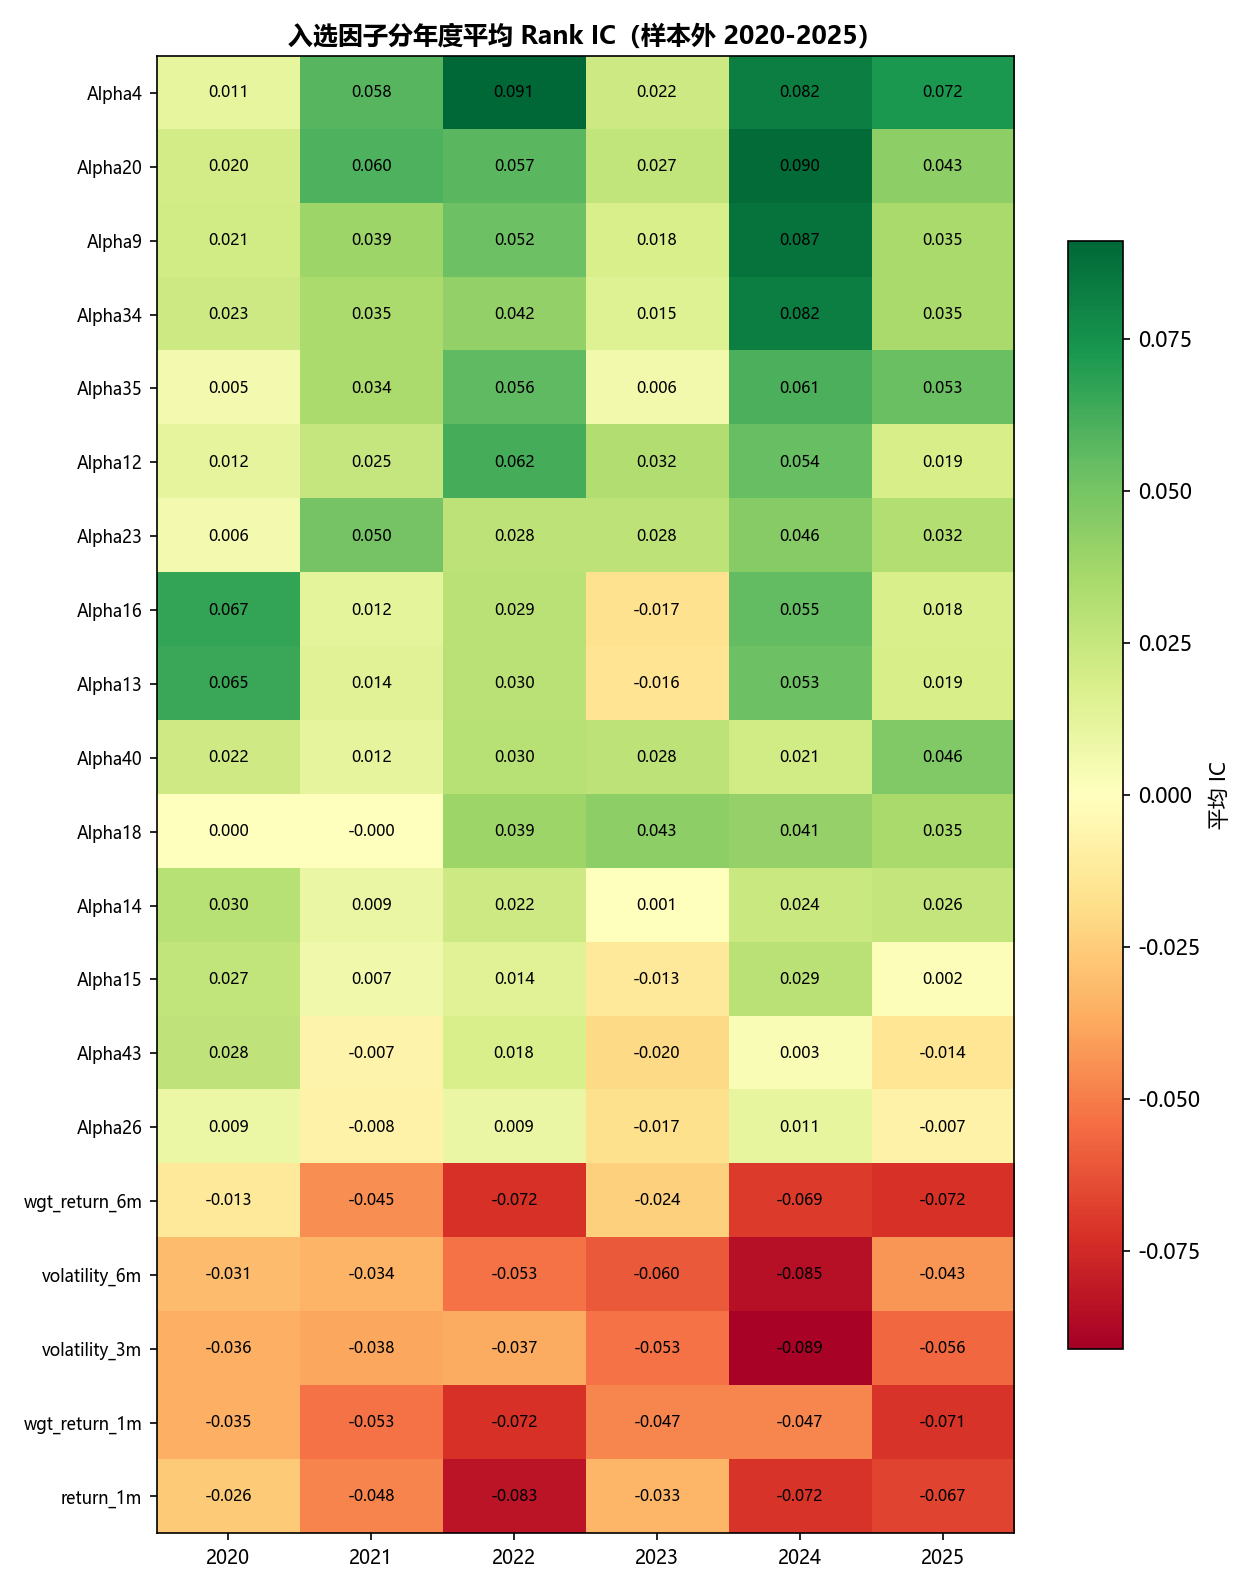 入选因子分年度平均 Rank IC（样本外 2020-2025）
Alpha4 0.011 0.058 0.091 0.022 0.082 0.072
Alpha20 0.020 0.060 0.057 0.027 0.090 0.043
Alpha9 0.021 0.039 0.052 0.018 0.087 0.035
Alpha34 0.023 0.035 0.042 0.015 0.082 0.035
Alpha35 0.005 0.034 0.056 0.006 0.061 0.053
Alpha12 0.012 0.025 0.062 0.032 0.054 0.019
Alpha23 0.006 0.050 0.028 0.028 0.046 0.032
Alpha16 0.067 0.012 0.029 -0.017 0.055 0.018
Alpha13 0.065 0.014 0.030 -0.016 0.053 0.019
Alpha40 0.022 0.012 0.030 0.028 0.021 0.046
Alpha18 0.000 -0.000 0.039 0.043 0.041 0.035
Alpha14 0.030 0.009 0.022 0.001 0.024 0.026
Alpha15 0.027 0.007 0.014 -0.013 0.029 0.002
Alpha43 0.028 -0.007 0.018 -0.020 0.003 -0.014
Alpha26 0.009 -0.008 0.009 -0.017 0.011 -0.007
wgt_return_6m -0.013 -0.045 -0.072 -0.024 -0.069 -0.072
volatility_6m -0.031 -0.034 -0.053 -0.060 -0.085 -0.043
volatility_3m -0.036 -0.038 -0.037 -0.053 -0.089 -0.056
wgt_return_1m -0.035 -0.053 -0.072 -0.047 -0.047 -0.071
return_1m -0.026 -0.048 -0.083 -0.033 -0.072 -0.067
2020 2021 2022 2023 2024 2025
0.075
0.050
0.025
0.000
-0.025
-0.050
-0.075
平均 IC